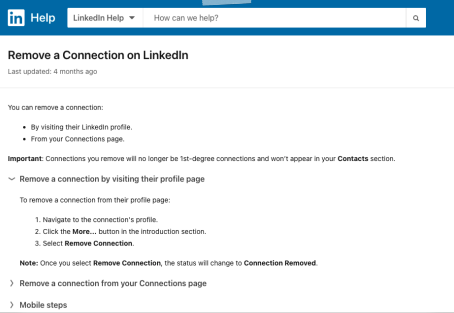 in Help LinkedIn Help How can we help?
Remove a Connection on LinkedIn
Last updated: 4 months ago
You can remove a connection:
• By visiting their LinkedIn profile.
• From your Connections page.
Important: Connections you remove will no longer be 1st-degree connections and won't appear in your Contacts section.
Remove a connection by visiting their profile page
To remove a connection from their profile page:
1. Navigate to the connection's profile.
2. Click the More... button in the introduction section.
3. Select Remove Connection.
Note: Once you select Remove Connection, the status will change to Connection Removed.
Remove a connection from your Connections page
Mobile steps